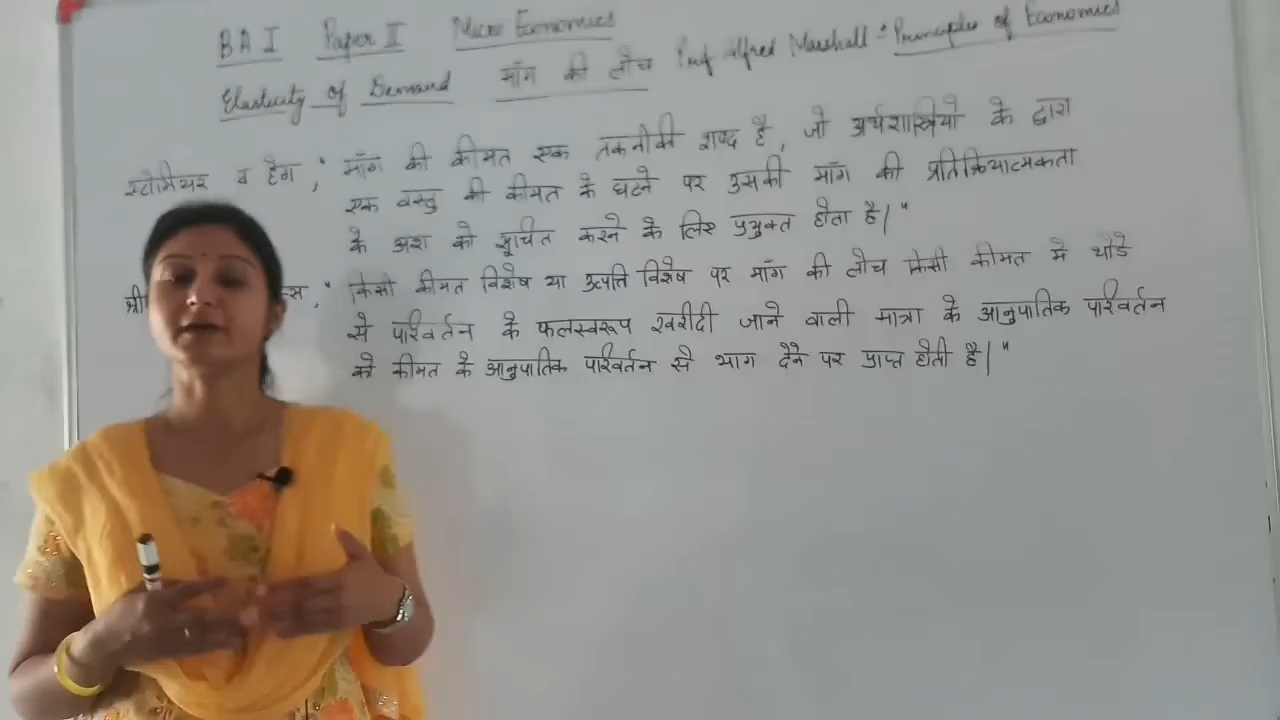 BA I Paper II Micro Economics
Elasticity of Demand माँग की लोच Prof Alfred Marshall : Principles of Economics
स्टोनियर व हेग, " माँग की कीमत एक तकनीकी शब्द है, जो अर्थशास्त्रियो के द्वारा
एक वस्तु की कीमत के घटने पर उसकी माँग की प्रतिक्रियात्मकता
के अंश को सूचित करने के लिए प्रयुक्त होता है।"
श्री " किसी कीमत विशेष या उत्पत्ति विशेष पर माँग की लोच किसी कीमत में थोडे
से परिवर्तन के फलस्वरूप खरीदी जाने वाली मात्रा के आनुपातिक परिवर्तन
को कीमत के आनुपातिक परिवर्तन से भाग देने पर प्राप्त होती है।"